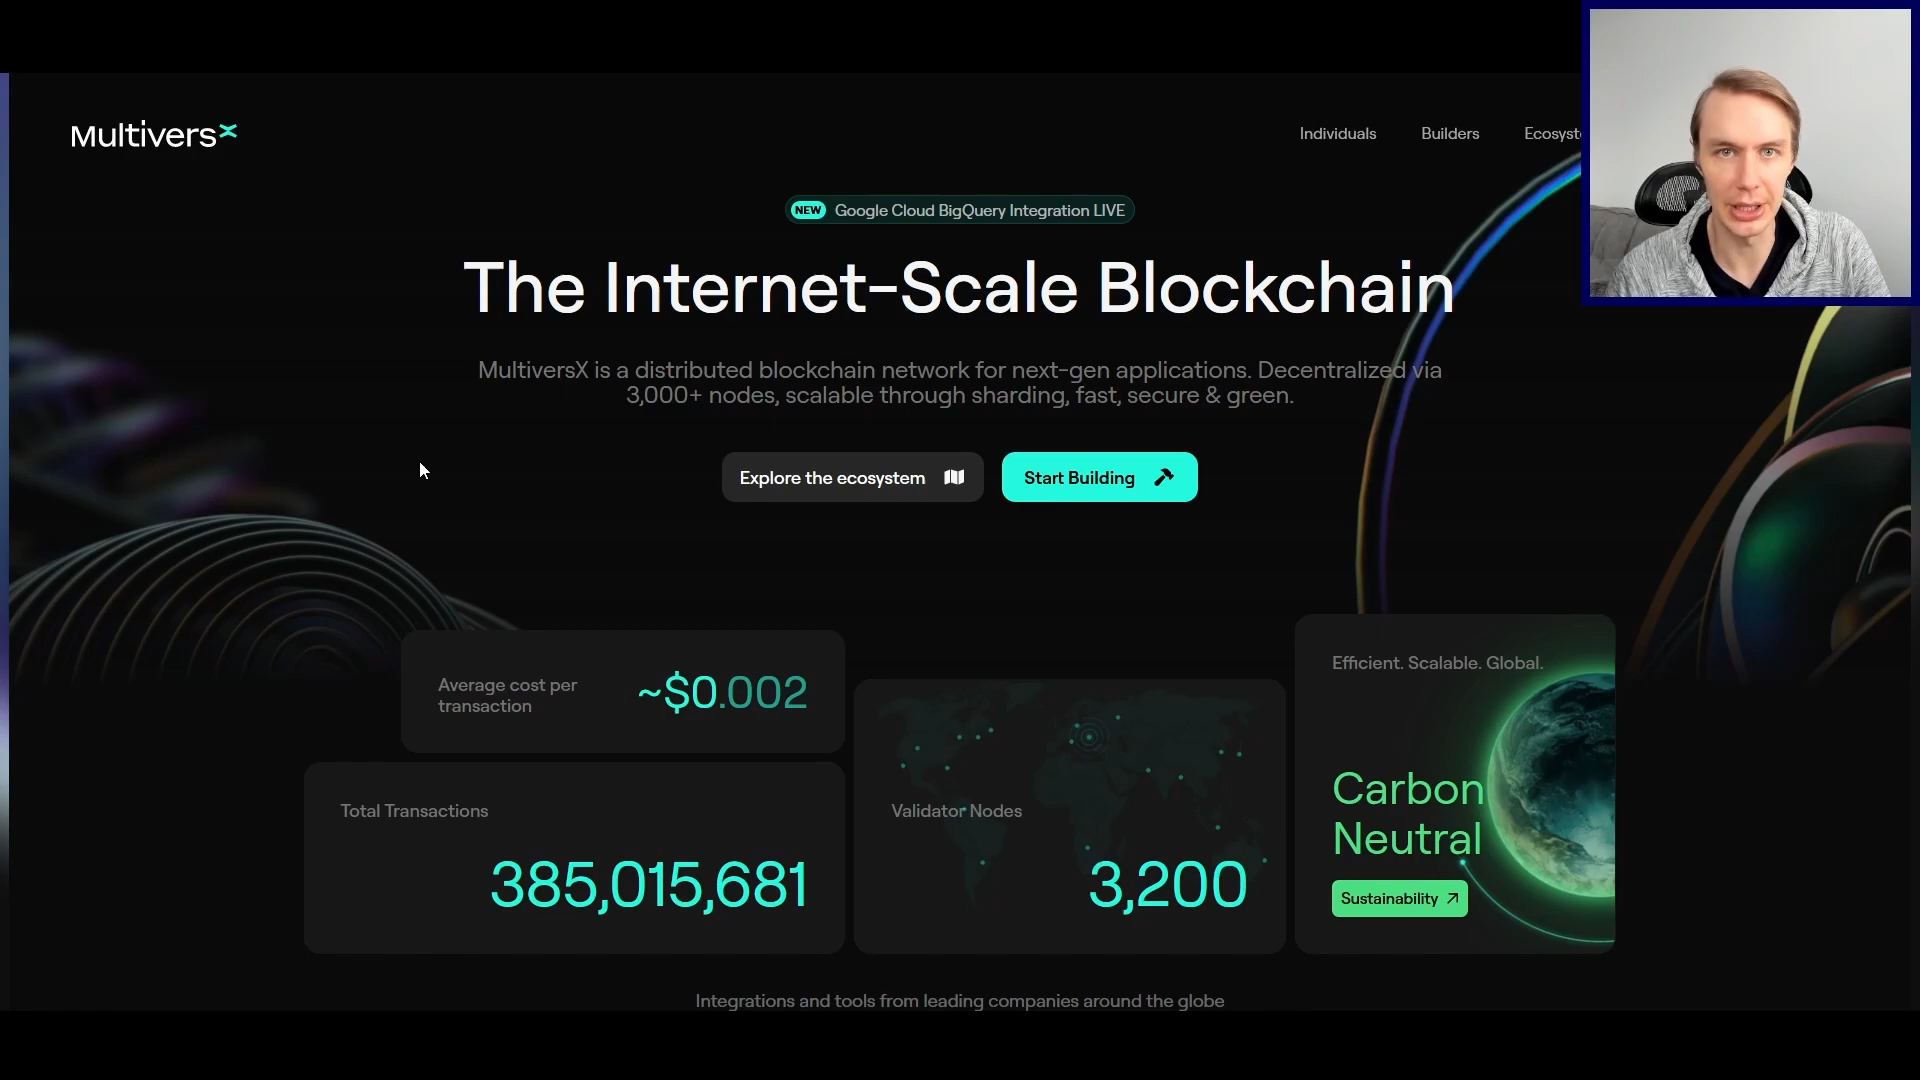 MultiversX
Individuals
Builders
NEW Google Cloud BigQuery Integration LIVE
The Internet-Scale Blockchain
MultiversX is a distributed blockchain network for next-gen applications. Decentralized via
3,000+ nodes, scalable through sharding, fast, secure & green.
Explore the ecosystem
Start Building
Average cost per
transaction
~$0.002
Total Transactions
385,015,681
Validator Nodes
3,200
Efficient. Scalable. Global.
Carbon
Neutral
Sustainability
Integrations and tools from leading companies around the globe